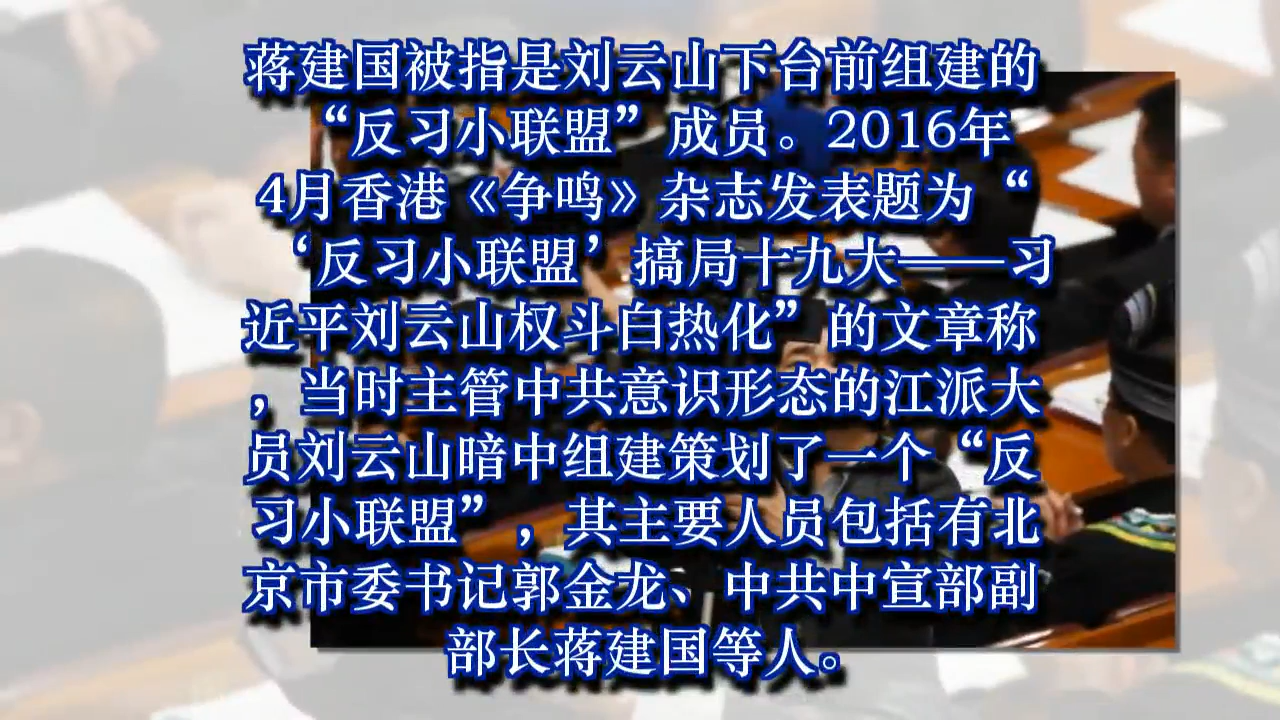 蒋建国被指是刘云山下台前组建的
“反习小联盟”成员。2016年
4月香港《争鸣》杂志发表题为“
‘反习小联盟’搞局十九大——习
近平刘云山权斗白热化”的文章称
，当时主管中共意识形态的江派大
员刘云山暗中组建策划了一个“反
习小联盟”，其主要人员包括有北
京市委书记郭金龙、中共中宣部副
部长蒋建国等人。